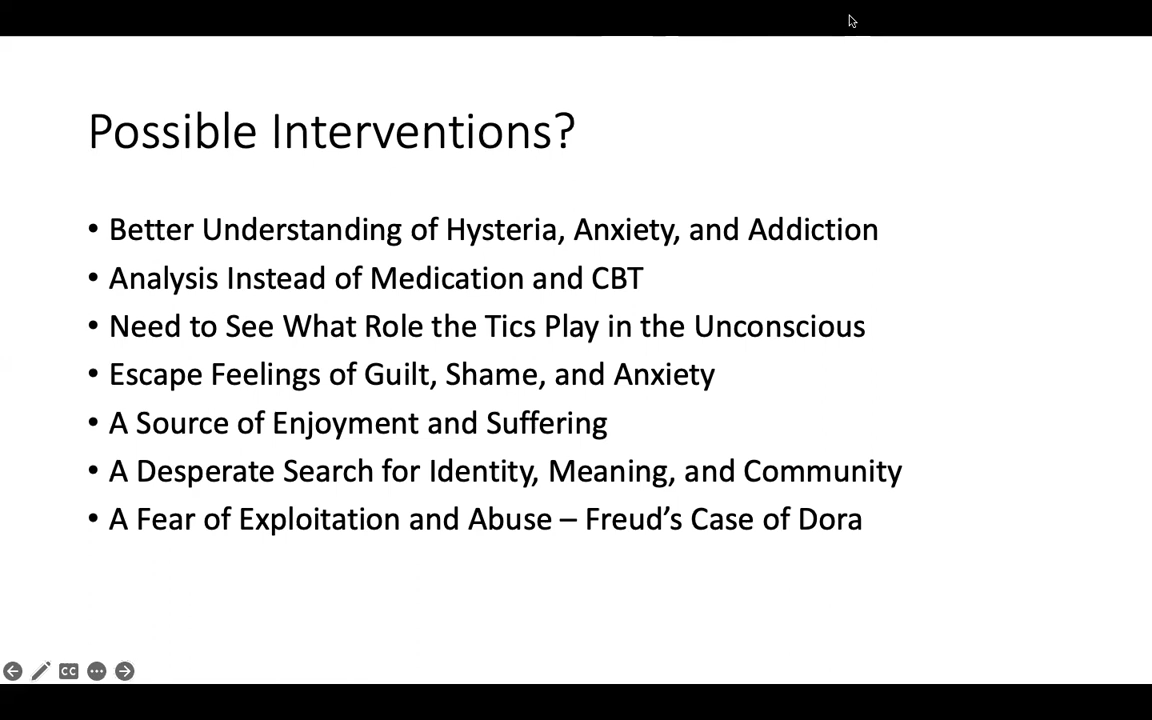 Possible Interventions?
• Better Understanding of Hysteria, Anxiety, and Addiction
• Analysis Instead of Medication and CBT
• Need to See What Role the Tics Play in the Unconscious
• Escape Feelings of Guilt, Shame, and Anxiety
• A Source of Enjoyment and Suffering
• A Desperate Search for Identity, Meaning, and Community
• A Fear of Exploitation and Abuse – Freud’s Case of Dora
CC